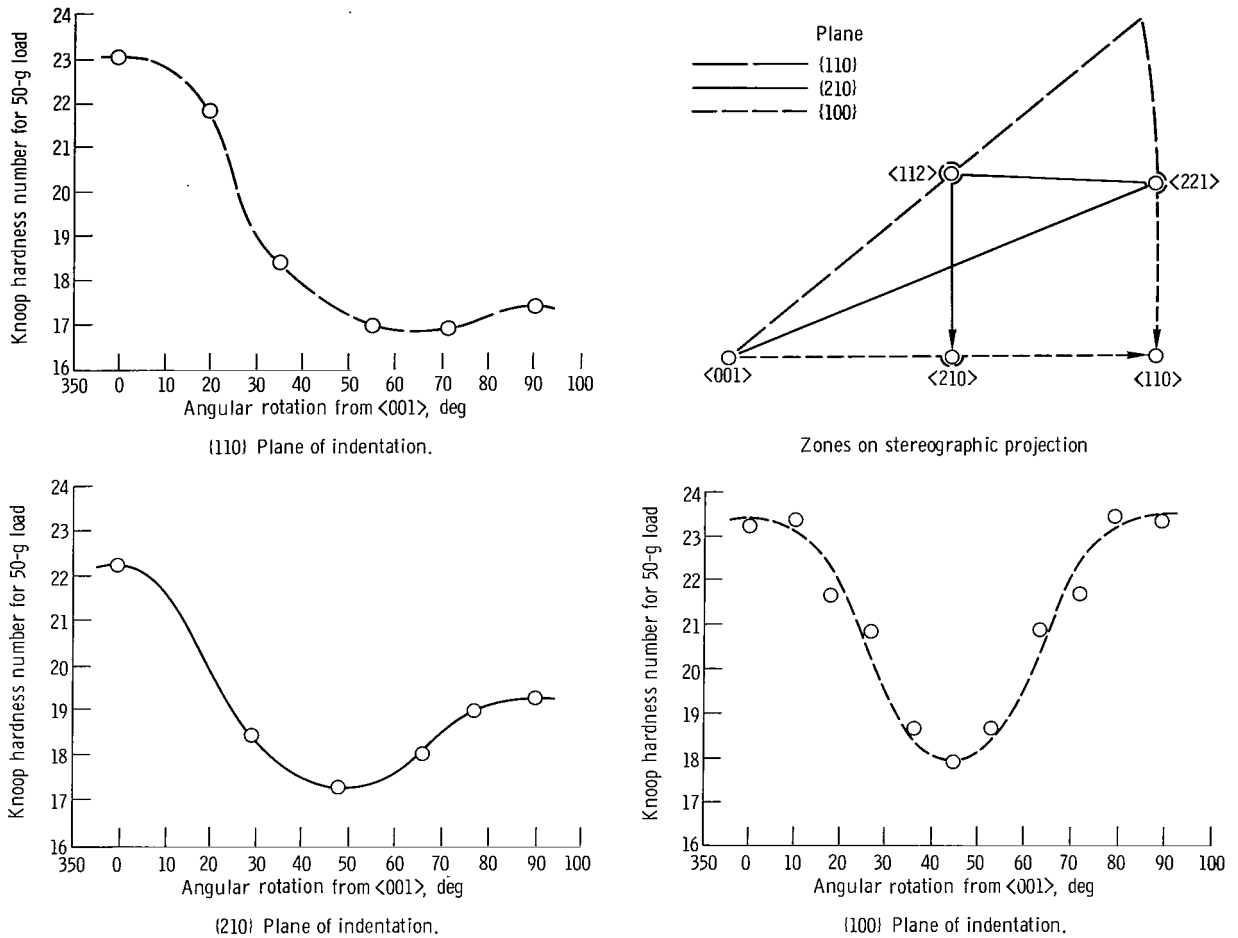 Knoop hardness number for 50-g load
24
23
22
21
20
19
18
17
16
350 0 10 20 30 40 50 60 70 80 90 100
Angular rotation from <001>, deg
{110} Plane of indentation.
Plane
{110}
{210}
{100}
<112>
<221>
<001>
<210>
<110>
Zones on stereographic projection
Knoop hardness number for 50-g load
24
23
22
21
20
19
18
17
16
350 0 10 20 30 40 50 60 70 80 90 100
Angular rotation from <001>, deg
{210} Plane of indentation.
Knoop hardness number for 50-g load
24
23
22
21
20
19
18
17
16
350 0 10 20 30 40 50 60 70 80 90 100
Angular rotation from <001>, deg
{100} Plane of indentation.